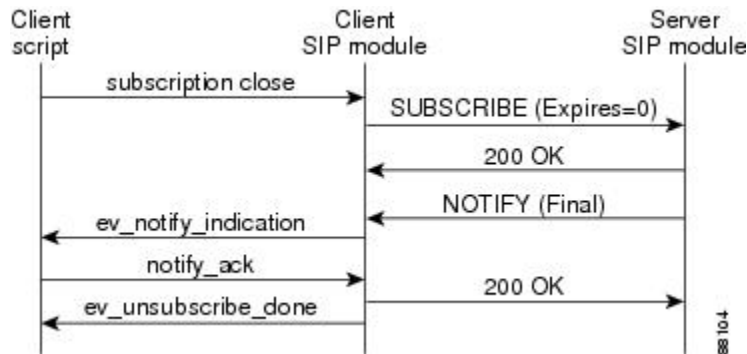 Client
script
Client
SIP module
Server
SIP module
subscription close
SUBSCRIBE (Expires=0)
200 OK
NOTIFY (Final)
ev_notify_indication
notify_ack
200 OK
ev_unsubscribe_done
88104